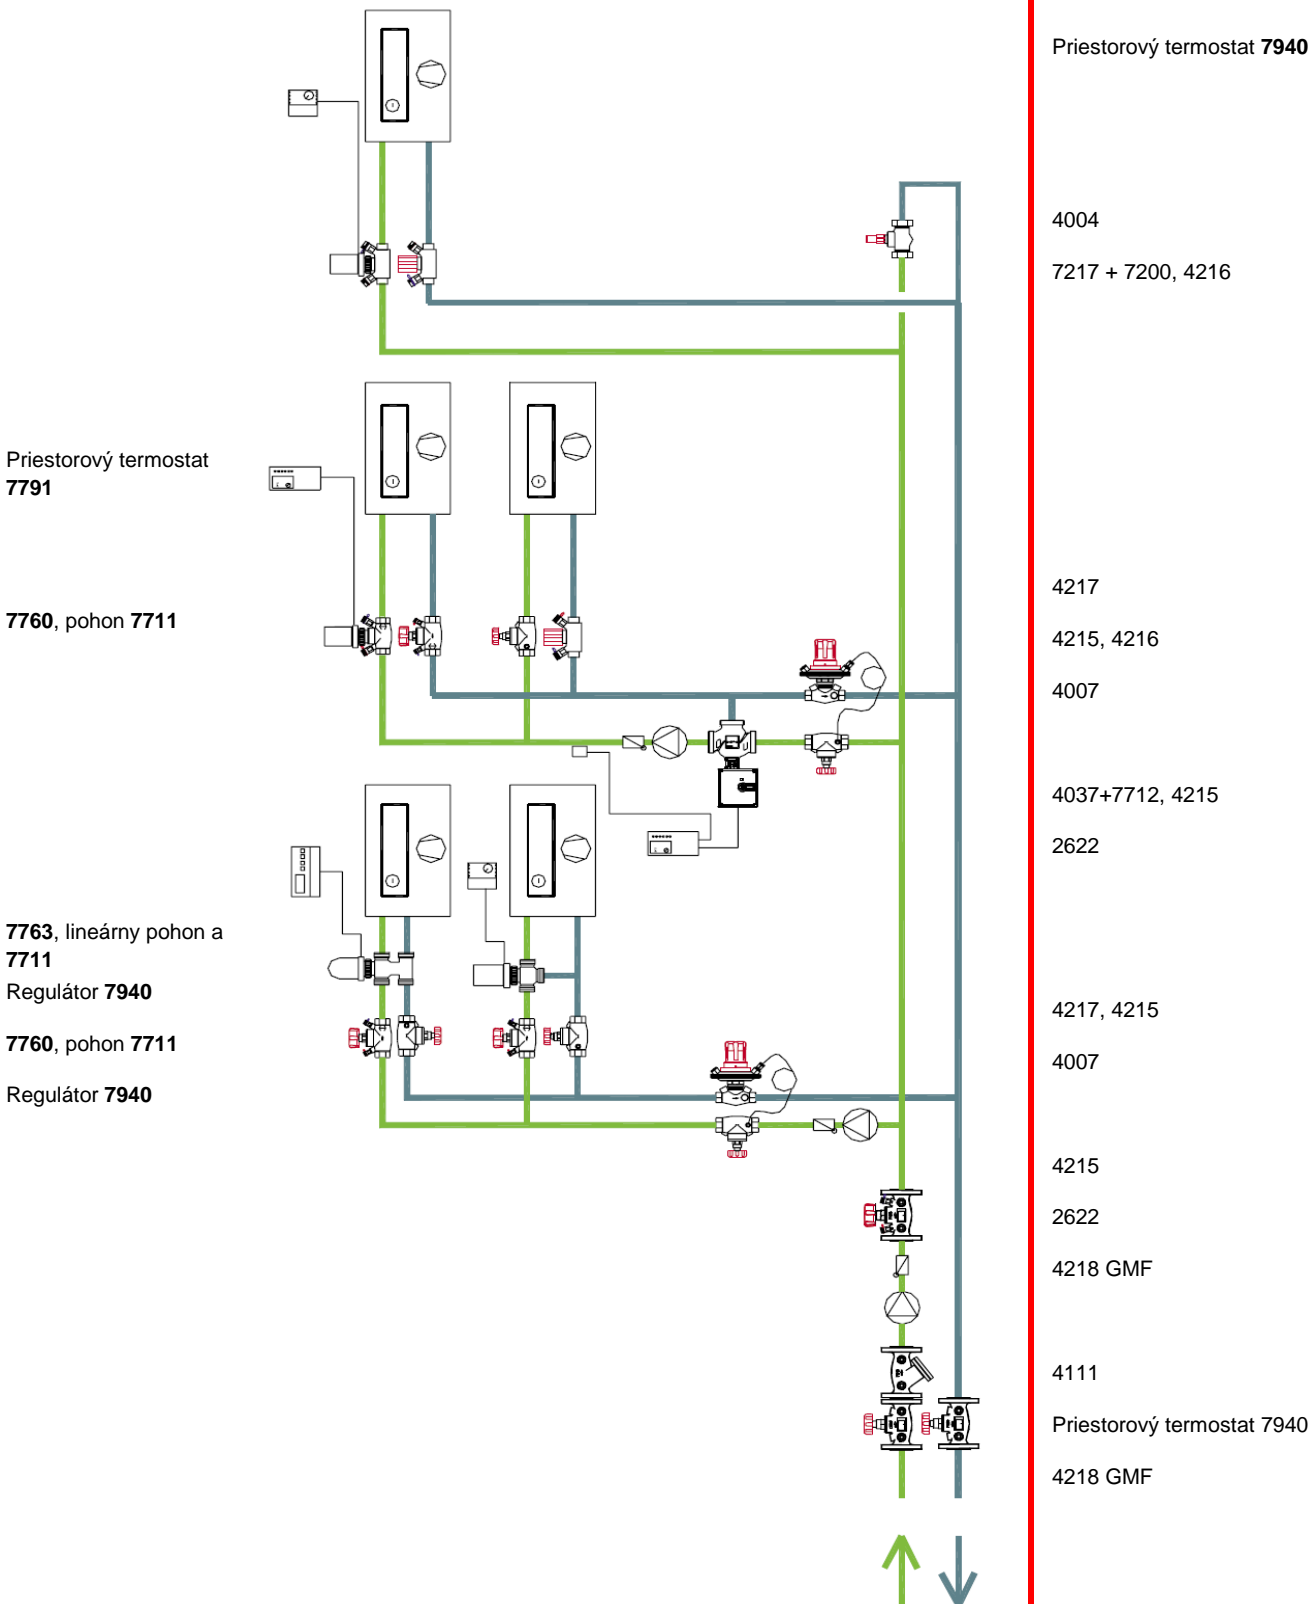 Priestorový termostat 7940
4004
7217 + 7200, 4216
Priestorový termostat
7791
7760, pohon 7711
4217
4215, 4216
4007
4037+7712, 4215
2622
7763, lineárny pohon a
7711
Regulátor 7940
7760, pohon 7711
Regulátor 7940
4217, 4215
4007
4215
2622
4218 GMF
4111
Priestorový termostat 7940
4218 GMF